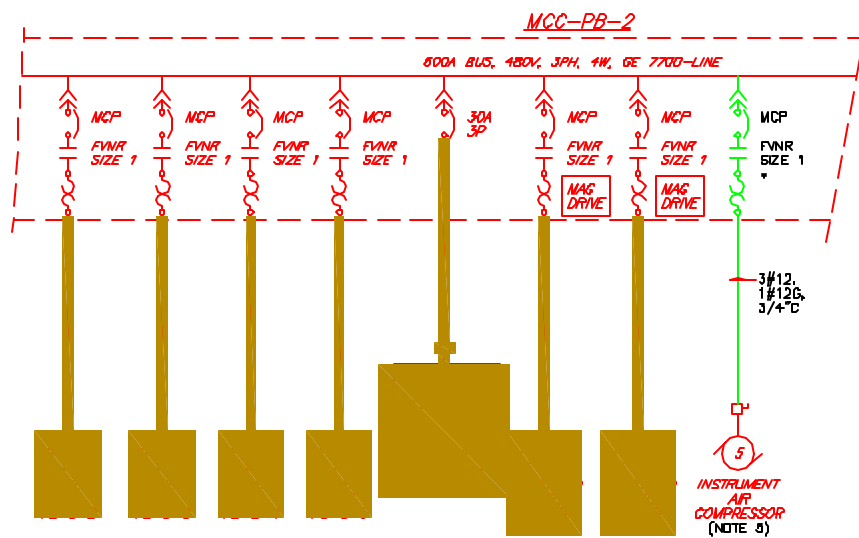 MCC-PB-2
600A BUS, 480V, 3PH, 4W, GE 7700-LINE
MCP
FVNR
SIZE 1
MCP
FVNR
SIZE 1
MCP
FVNR
SIZE 1
MCP
FVNR
SIZE 1
30A
3P
MCP
FVNR
SIZE 1
MAG
DRIVE
MCP
FVNR
SIZE 1
MAG
DRIVE
MCP
FVNR
SIZE 1
*
3#12,
1#12G,
3/4"C
5
INSTRUMENT
AIR
COMPRESSOR